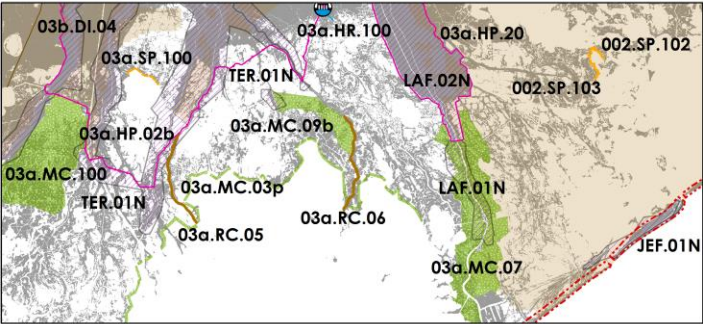 03b.DI.04
03a.HR.100
03a.HP.20
002.SP.102
03a.SP.100
TER.01N
LAF.02N
002.SP.103
03a.HP.02b
03a.MC.09b
03a.MC.100
03a.MC.03p
LAF.01N
TER.01N
03a.RC.06
03a.RC.05
JEF.01N
03a.MC.07